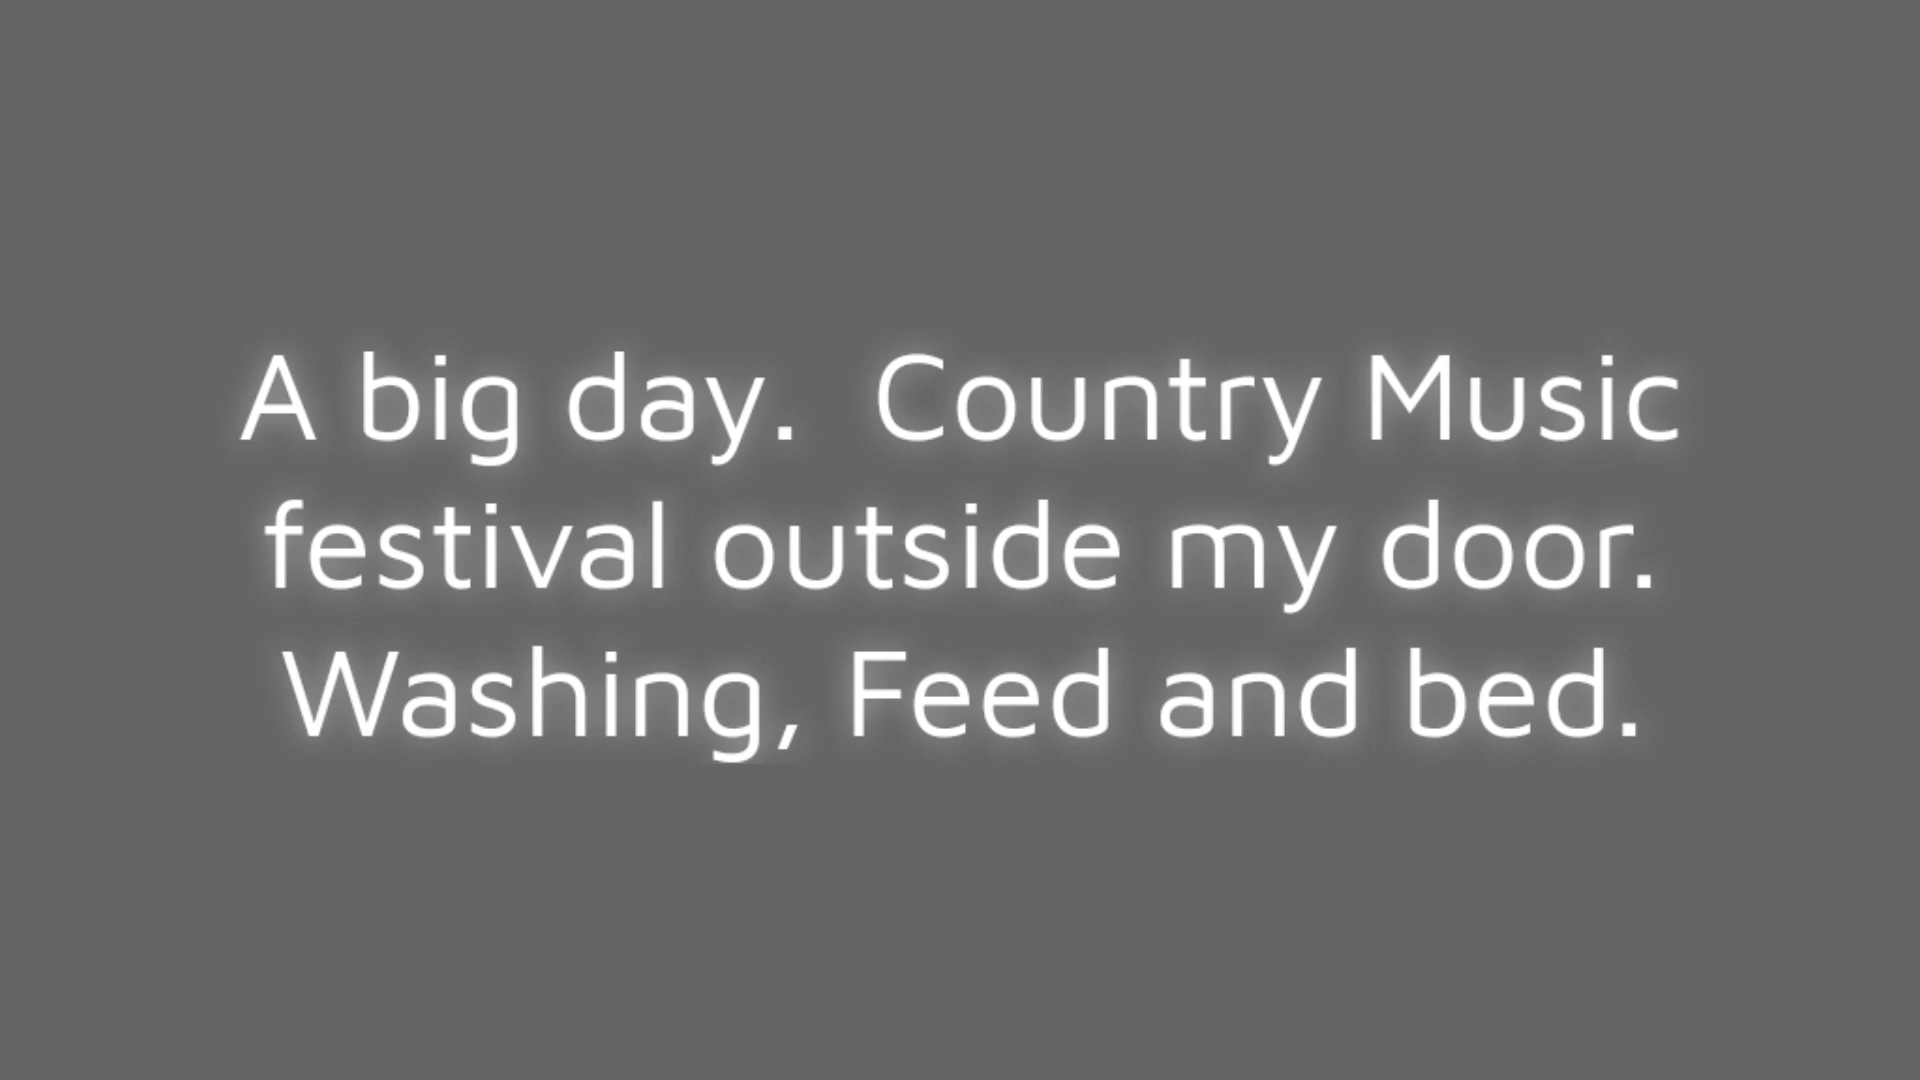 A big day.  Country Music
festival outside my door.
Washing, Feed and bed.